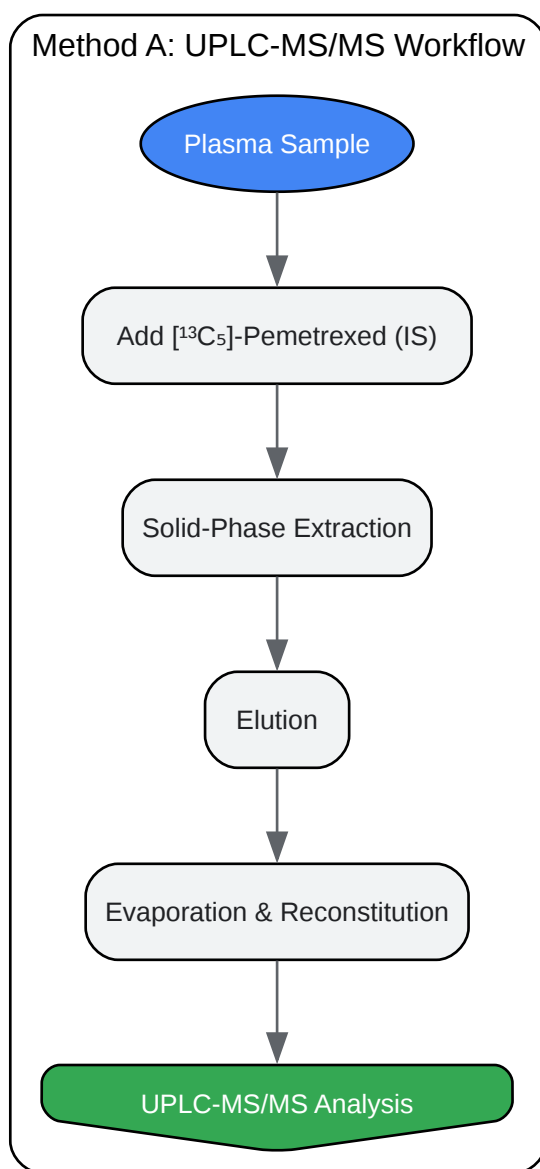 Method A: UPLC-MS/MS Workflow
Plasma Sample
Add [¹³C₅]-Pemetrexed (IS)
Solid-Phase Extraction
Elution
Evaporation & Reconstitution
UPLC-MS/MS Analysis